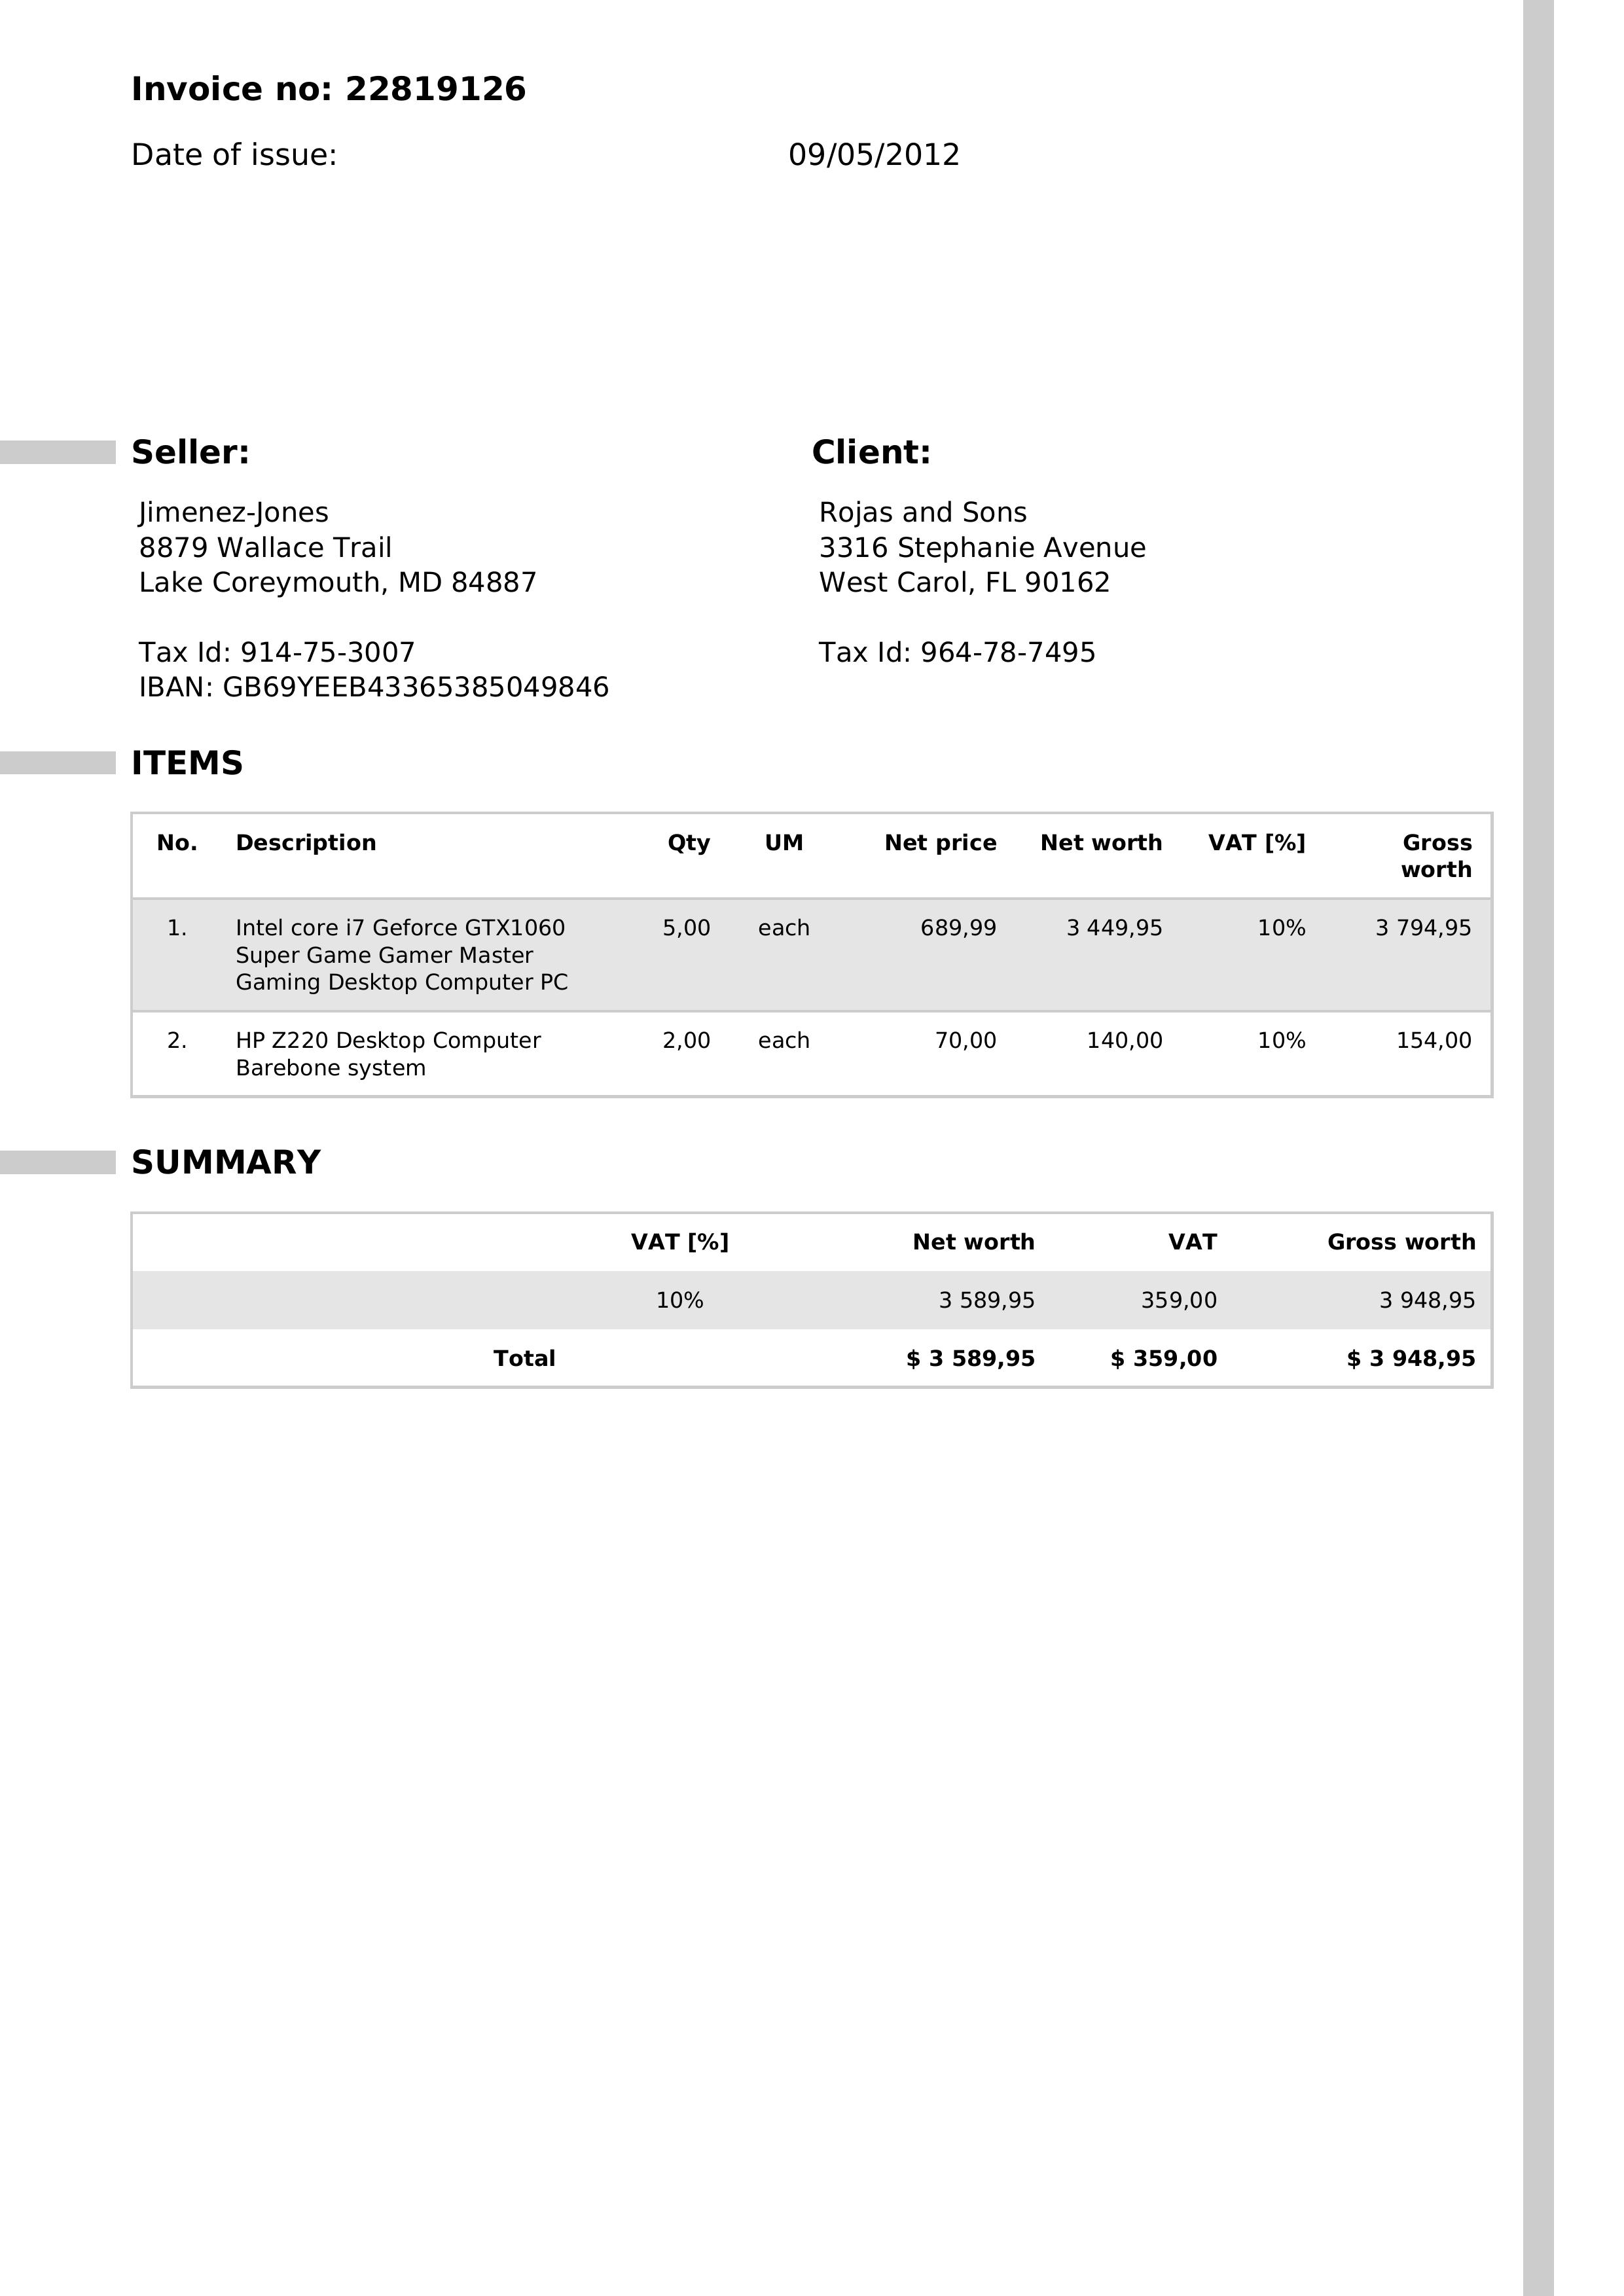 Invoice no: 22819126
Date of issue: 09/05/2012
Seller:
Jimenez-Jones
8879 Wallace Trail
Lake Coreymouth, MD 84887
Tax Id: 914-75-3007
IBAN: GB69YEEB43365385049846
Client:
Rojas and Sons
3316 Stephanie Avenue
West Carol, FL 90162
Tax Id: 964-78-7495
ITEMS
No. Description Qty UM Net price Net worth VAT [%] Gross
worth
1. Intel core i7 Geforce GTX1060 5,00 each 689,99 3 449,95 10% 3 794,95
Super Game Gamer Master
Gaming Desktop Computer PC
2. HP Z220 Desktop Computer 2,00 each 70,00 140,00 10% 154,00
Barebone system
SUMMARY
VAT [%] Net worth VAT Gross worth
10% 3 589,95 359,00 3 948,95
Total $ 3 589,95 $ 359,00 $ 3 948,95